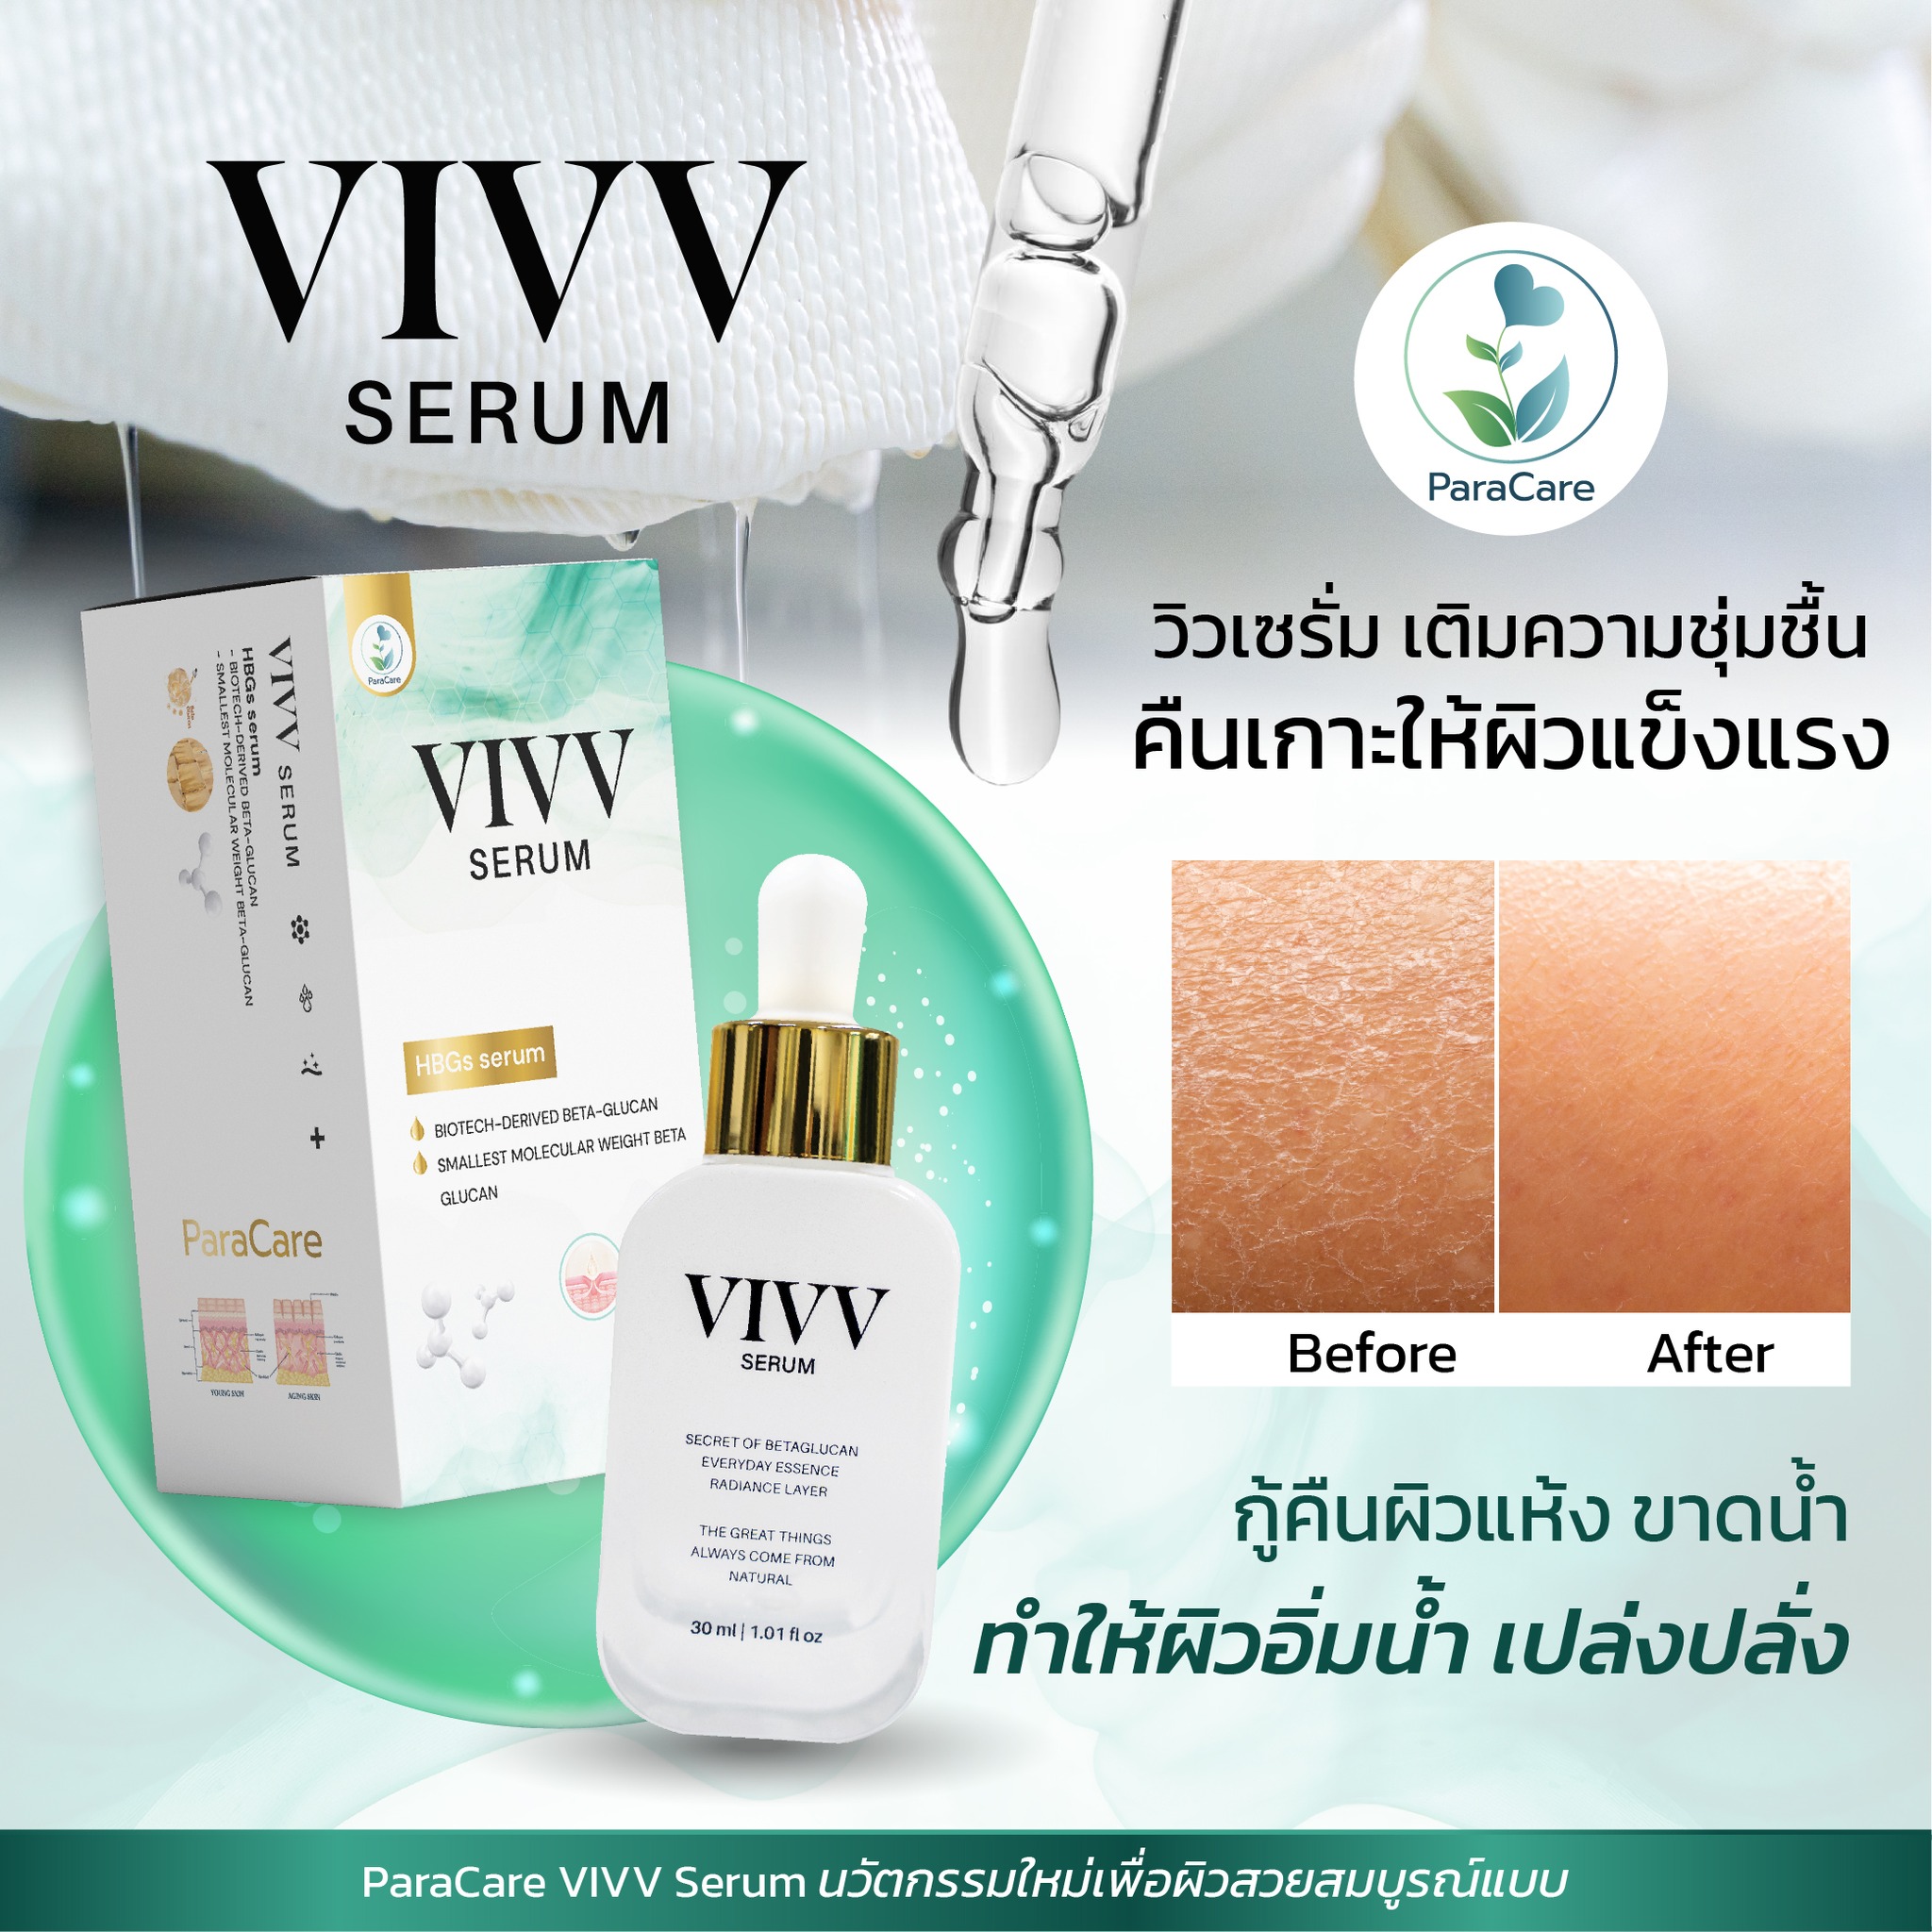 VIVV
SERUM
ParaCare
วิวเซรั่ม เติมความชุ่มชื้น
คืนเกาะให้ผิวแข็งแรง
Before
After
กู้คืนผิวแห้ง ขาดน้ำ
ทำให้ผิวอิ่มน้ำ เปล่งปลั่ง
VIVV SERUM
HBGs serum
- BIOTECH-DERIVED BETA-GLUCAN
- SMALLEST MOLECULAR WEIGHT BETA-GLUCAN
ParaCare
YOUNG SKIN
AGING SKIN
ParaCare
VIVV
SERUM
HBGs serum
BIOTECH-DERIVED BETA-GLUCAN
SMALLEST MOLECULAR WEIGHT BETA
GLUCAN
VIVV
SERUM
SECRET OF BETAGLUCAN
EVERYDAY ESSENCE
RADIANCE LAYER
THE GREAT THINGS
ALWAYS COME FROM
NATURAL
30 ml | 1.01 fl oz
ParaCare VIVV Serum นวัตกรรมใหม่เพื่อผิวสวยสมบูรณ์แบบ